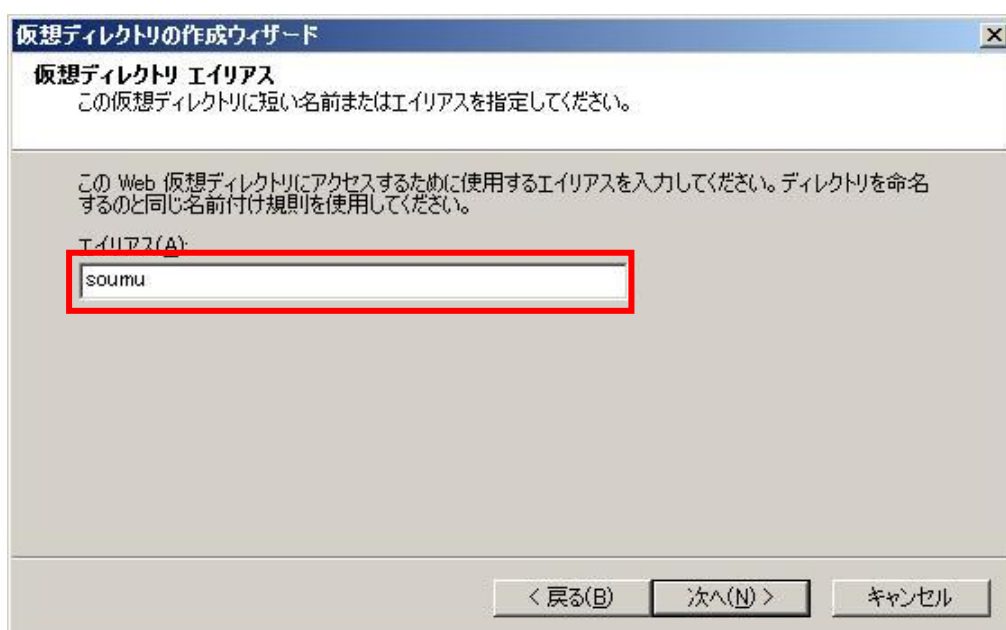 仮想ディレクトリの作成ウィザード
仮想ディレクトリ エイリアス
この仮想ディレクトリに短い名前またはエイリアスを指定してください。
この Web 仮想ディレクトリにアクセスするために使用するエイリアスを入力してください。ディレクトリを命名
するのと同じ名前付け規則を使用してください。
エイリアス(A):
soumu
< 戻る(B) 次へ(N) > キャンセル